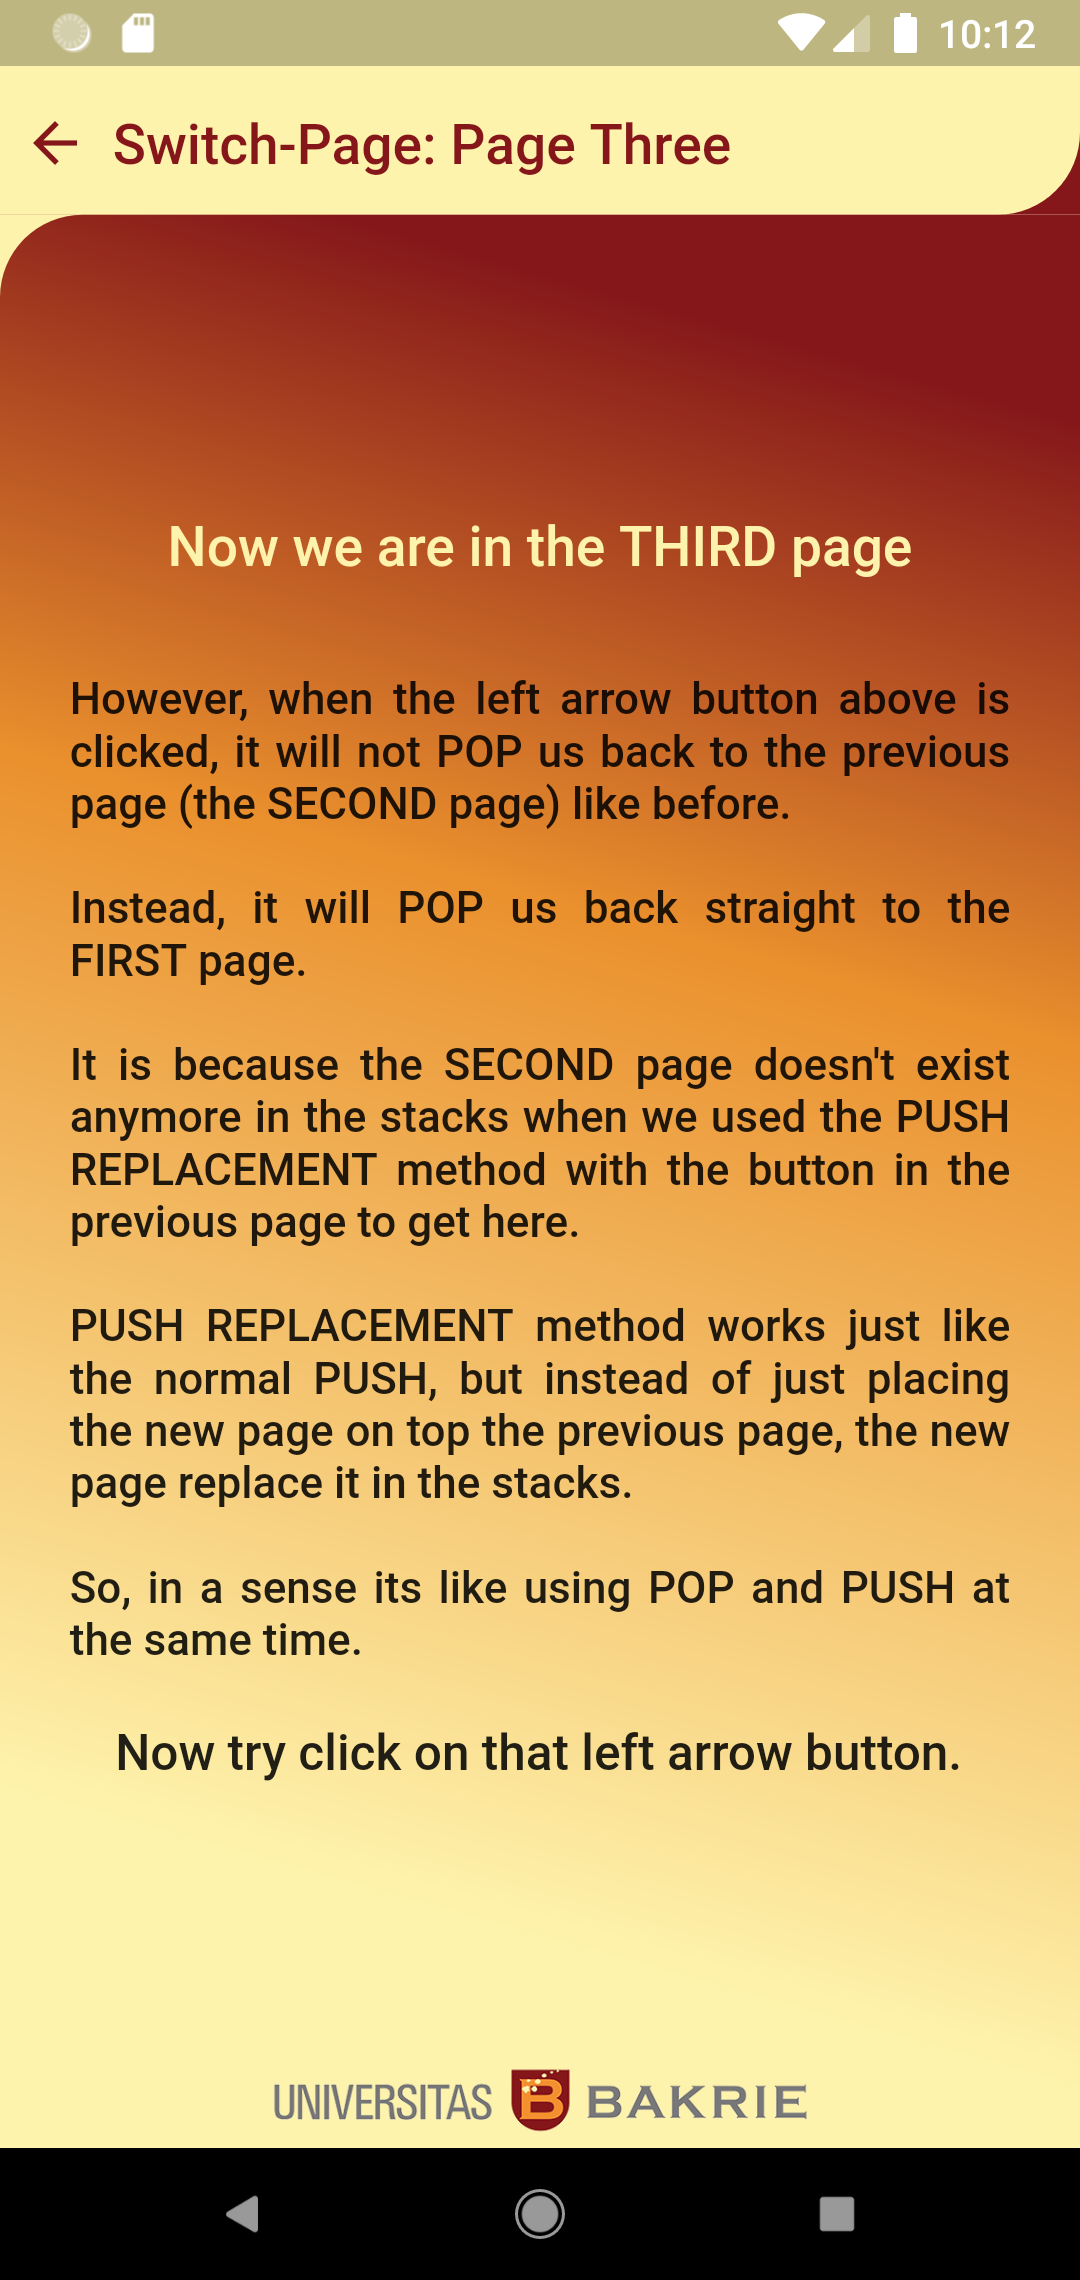 10:12
Switch-Page: Page Three
Now we are in the THIRD page
However, when the left arrow button above is
clicked, it will not POP us back to the previous
page (the SECOND page) like before.
Instead, it will POP us back straight to the
FIRST page.
It is because the SECOND page doesn't exist
anymore in the stacks when we used the PUSH
REPLACEMENT method with the button in the
previous page to get here.
PUSH REPLACEMENT method works just like
the normal PUSH, but instead of just placing
the new page on top the previous page, the new
page replace it in the stacks.
So, in a sense its like using POP and PUSH at
the same time.
Now try click on that left arrow button.
UNIVERSITAS B BAKRIE